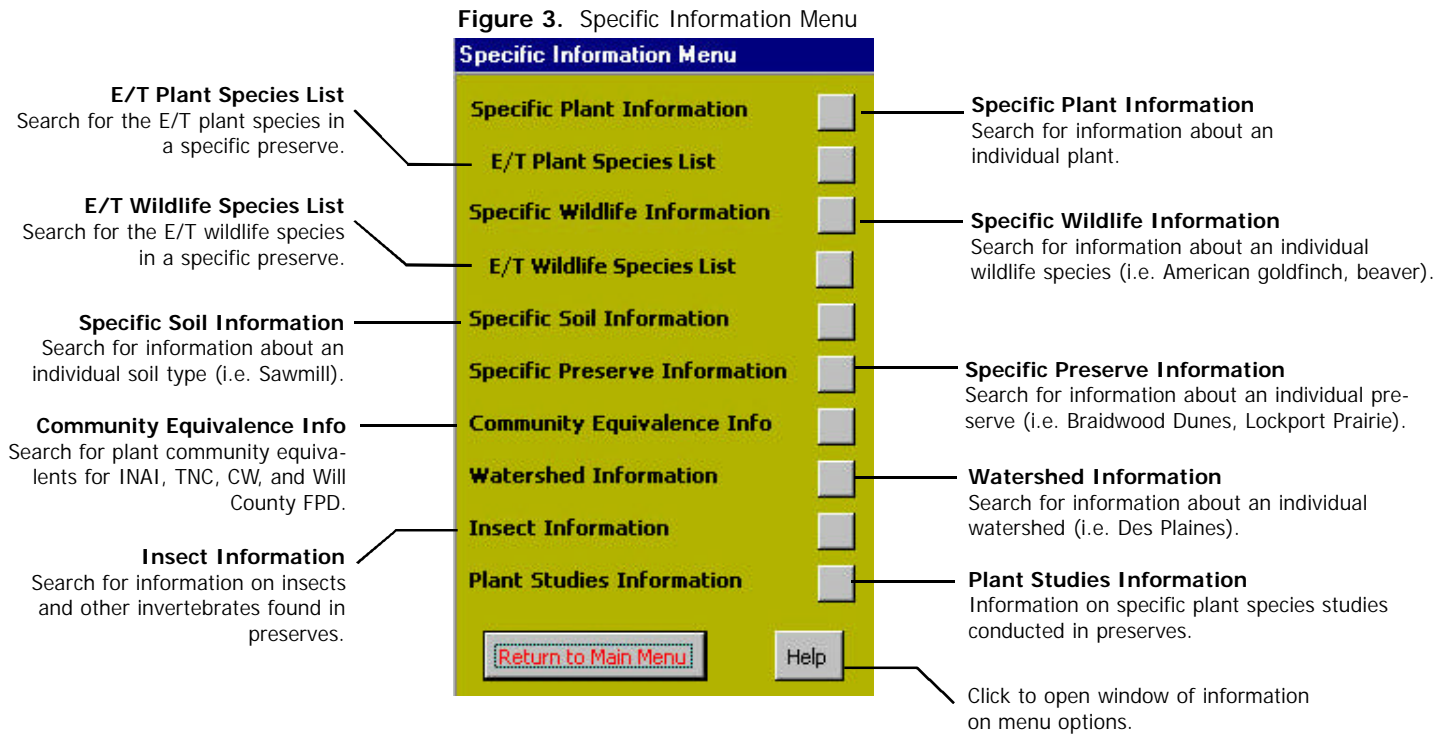 Figure 3. Specific Information Menu
Specific Information Menu
Specific Plant Information
E/T Plant Species List
Specific Wildlife Information
E/T Wildlife Species List
Specific Soil Information
Specific Preserve Information
Community Equivalence Info
Watershed Information
Insect Information
Plant Studies Information
Return to Main Menu
Help
E/T Plant Species List
Search for the E/T plant species in
a specific preserve.
E/T Wildlife Species List
Search for the E/T wildlife species
in a specific preserve.
Specific Soil Information
Search for information about an
individual soil type (i.e. Sawmill).
Community Equivalence Info
Search for plant community equiva-
lents for INAI, TNC, CW, and Will
County FPD.
Insect Information
Search for information on insects
and other invertebrates found in
preserves.
Specific Plant Information
Search for information about an
individual plant.
Specific Wildlife Information
Search for information about an individual
wildlife species (i.e. American goldfinch, beaver).
Specific Preserve Information
Search for information about an individual pre-
serve (i.e. Braidwood Dunes, Lockport Prairie).
Watershed Information
Search for information about an individual
watershed (i.e. Des Plaines).
Plant Studies Information
Information on specific plant species studies
conducted in preserves.
Click to open window of information
on menu options.